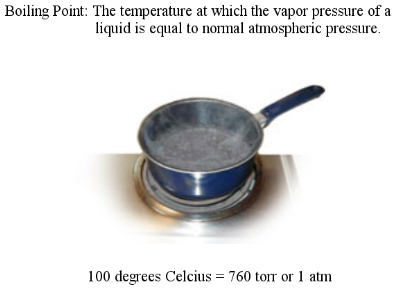 Boiling Point: The temperature at which the vapor pressure of a
liquid is equal to normal atmospheric pressure.
100 degrees Celcius = 760 torr or 1 atm